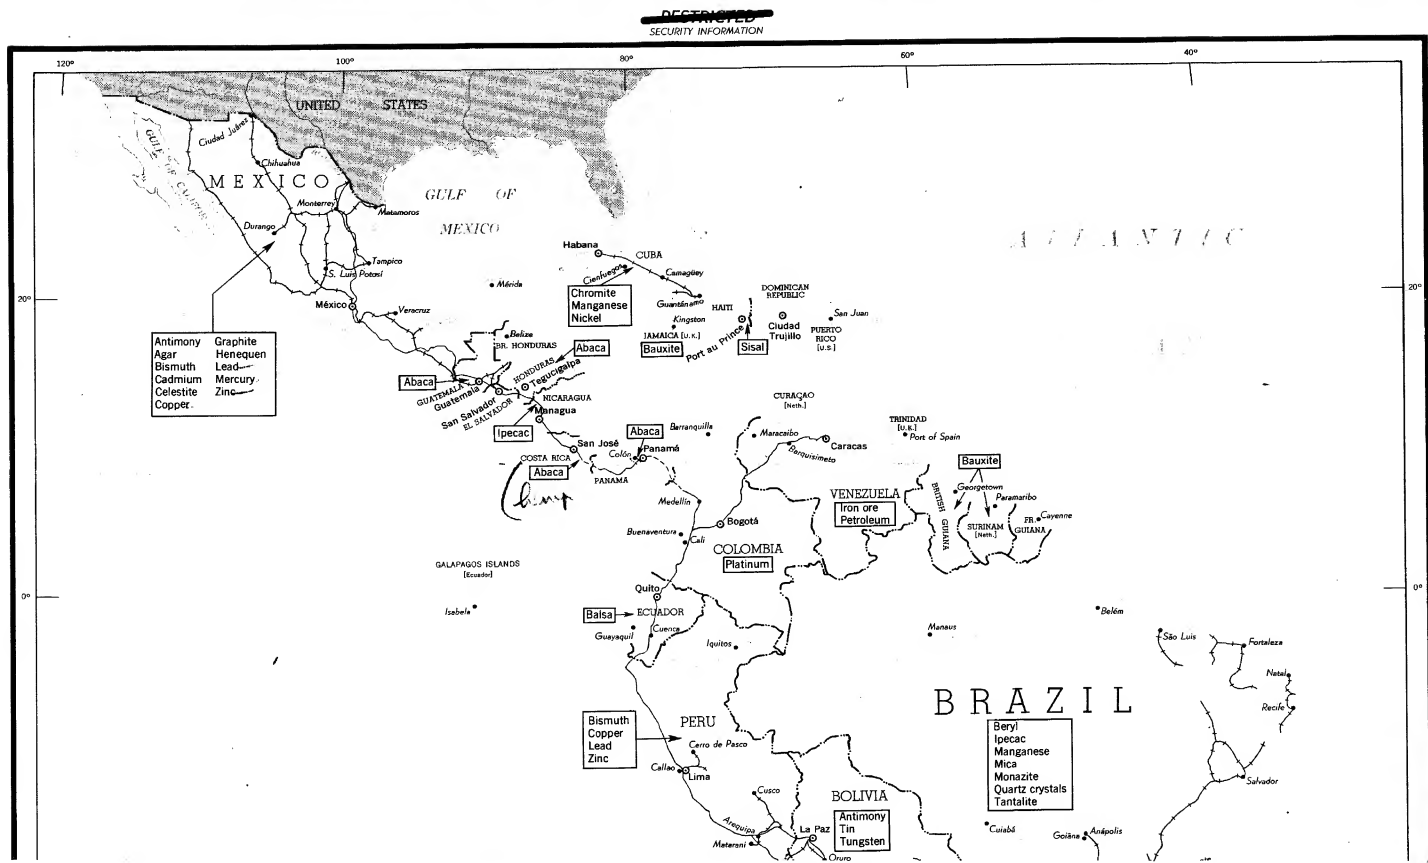 RESTRICTED
SECURITY INFORMATION
120°
100°
80°
60°
40°
UNITED STATES
Ciudad Juárez
GULF OF
Chihuahua
MEXICO
GULF OF
MEXICO
Monterrey
Matamoros
Durango
ATLANTIC
Habana
CUBA
Tampico
S. Luis Potosí
Cienfuegos
Camagüey
Mérida
20°
20°
Chromite
Manganese
Nickel
Guantánamo
HAITI
DOMINICAN
REPUBLIC
México
Veracruz
Kingston
JAMAICA [U.K.]
Bauxite
Port au Prince
Ciudad
Trujillo
San Juan
PUERTO
RICO
[U.S.]
Sisal
Antimony Graphite
Agar Henequen
Bismuth Lead
Cadmium Mercury
Celestite Zinc
Copper
Belize
BR. HONDURAS
Abaca
HONDURAS
Tegucigalpa
Abaca
GUATEMALA
Guatemala
San Salvador
EL SALVADOR
NICARAGUA
Managua
Ipecac
CURAÇAO
[Neth.]
TRINIDAD
[U.K.]
Port of Spain
Barranquilla
Maracaibo
Barquisimeto
Caracas
Abaca
San José
Colón
Panamá
COSTA RICA
Abaca
PANAMA
Bauxite
Georgetown
Paramaribo
Cayenne
BRITISH
GUIANA
SURINAM
[Neth.]
FR.
GUIANA
VENEZUELA
Iron ore
Petroleum
Medellín
Bogotá
Buenaventura
Cali
COLOMBIA
Platinum
GALAPAGOS ISLANDS
[Ecuador]
Isabela
0°
0°
Quito
Balsa
ECUADOR
Guayaquil
Cuenca
Iquitos
Manaus
Belém
São Luis
Fortaleza
Natal
Recife
BRAZIL
Beryl
Ipecac
Manganese
Mica
Monazite
Quartz crystals
Tantalite
Bismuth
Copper
Lead
Zinc
PERU
Cerro de Pasco
Callao
Lima
Salvador
Cusco
BOLIVIA
Antimony
Tin
Tungsten
Arequipa
La Paz
Matarani
Oruro
Cuiabá
Goiâna
Anápolis